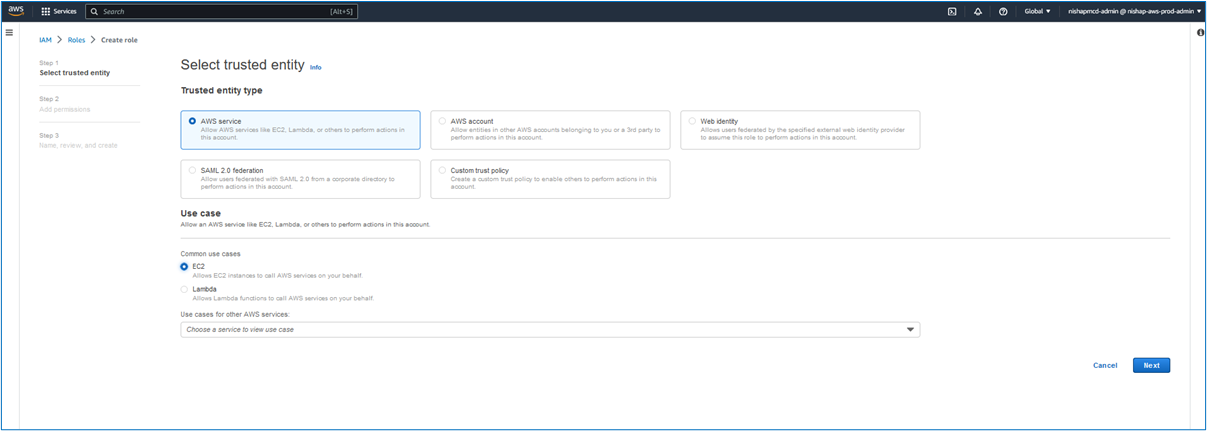 aws Services Search [Alt+S] Global ▼ nishapmcd-admin @ nishap-aws-prod-admin ▼
IAM > Roles > Create role
Step 1
Select trusted entity
Step 2
Add permissions
Step 3
Name, review, and create
Select trusted entity Info
Trusted entity type
AWS service
Allow AWS services like EC2, Lambda, or others to perform actions in
this account.
AWS account
Allow entities in other AWS accounts belonging to you or a 3rd party to
perform actions in this account.
Web identity
Allows users federated by the specified external web identity provider
to assume this role to perform actions in this account.
SAML 2.0 federation
Allow users federated with SAML 2.0 from a corporate directory to
perform actions in this account.
Custom trust policy
Create a custom trust policy to enable others to perform actions in this
account.
Use case
Allow an AWS service like EC2, Lambda, or others to perform actions in this account.
Common use cases
EC2
Allows EC2 instances to call AWS services on your behalf.
Lambda
Allows Lambda functions to call AWS services on your behalf.
Use cases for other AWS services:
Choose a service to view use case
Cancel Next